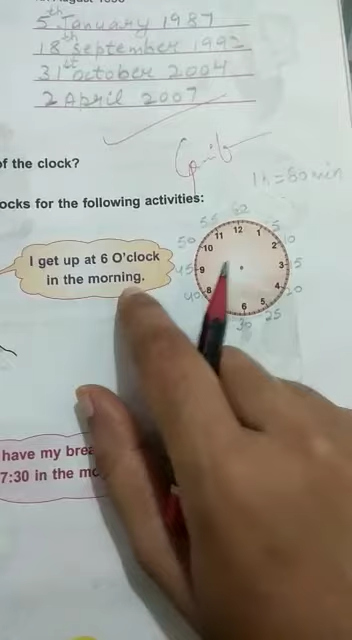 5th January 1987
18th september 1992
31st october 2004
2 April 2007
of the clock?
1h = 60 min
ocks for the following activities:
I get up at 6 O'clock
in the morning.
12
1
2
3
4
5
6
8
9
10
11
5
10
15
20
25
30
40
45
50
55
have my brea
7:30 in the mo